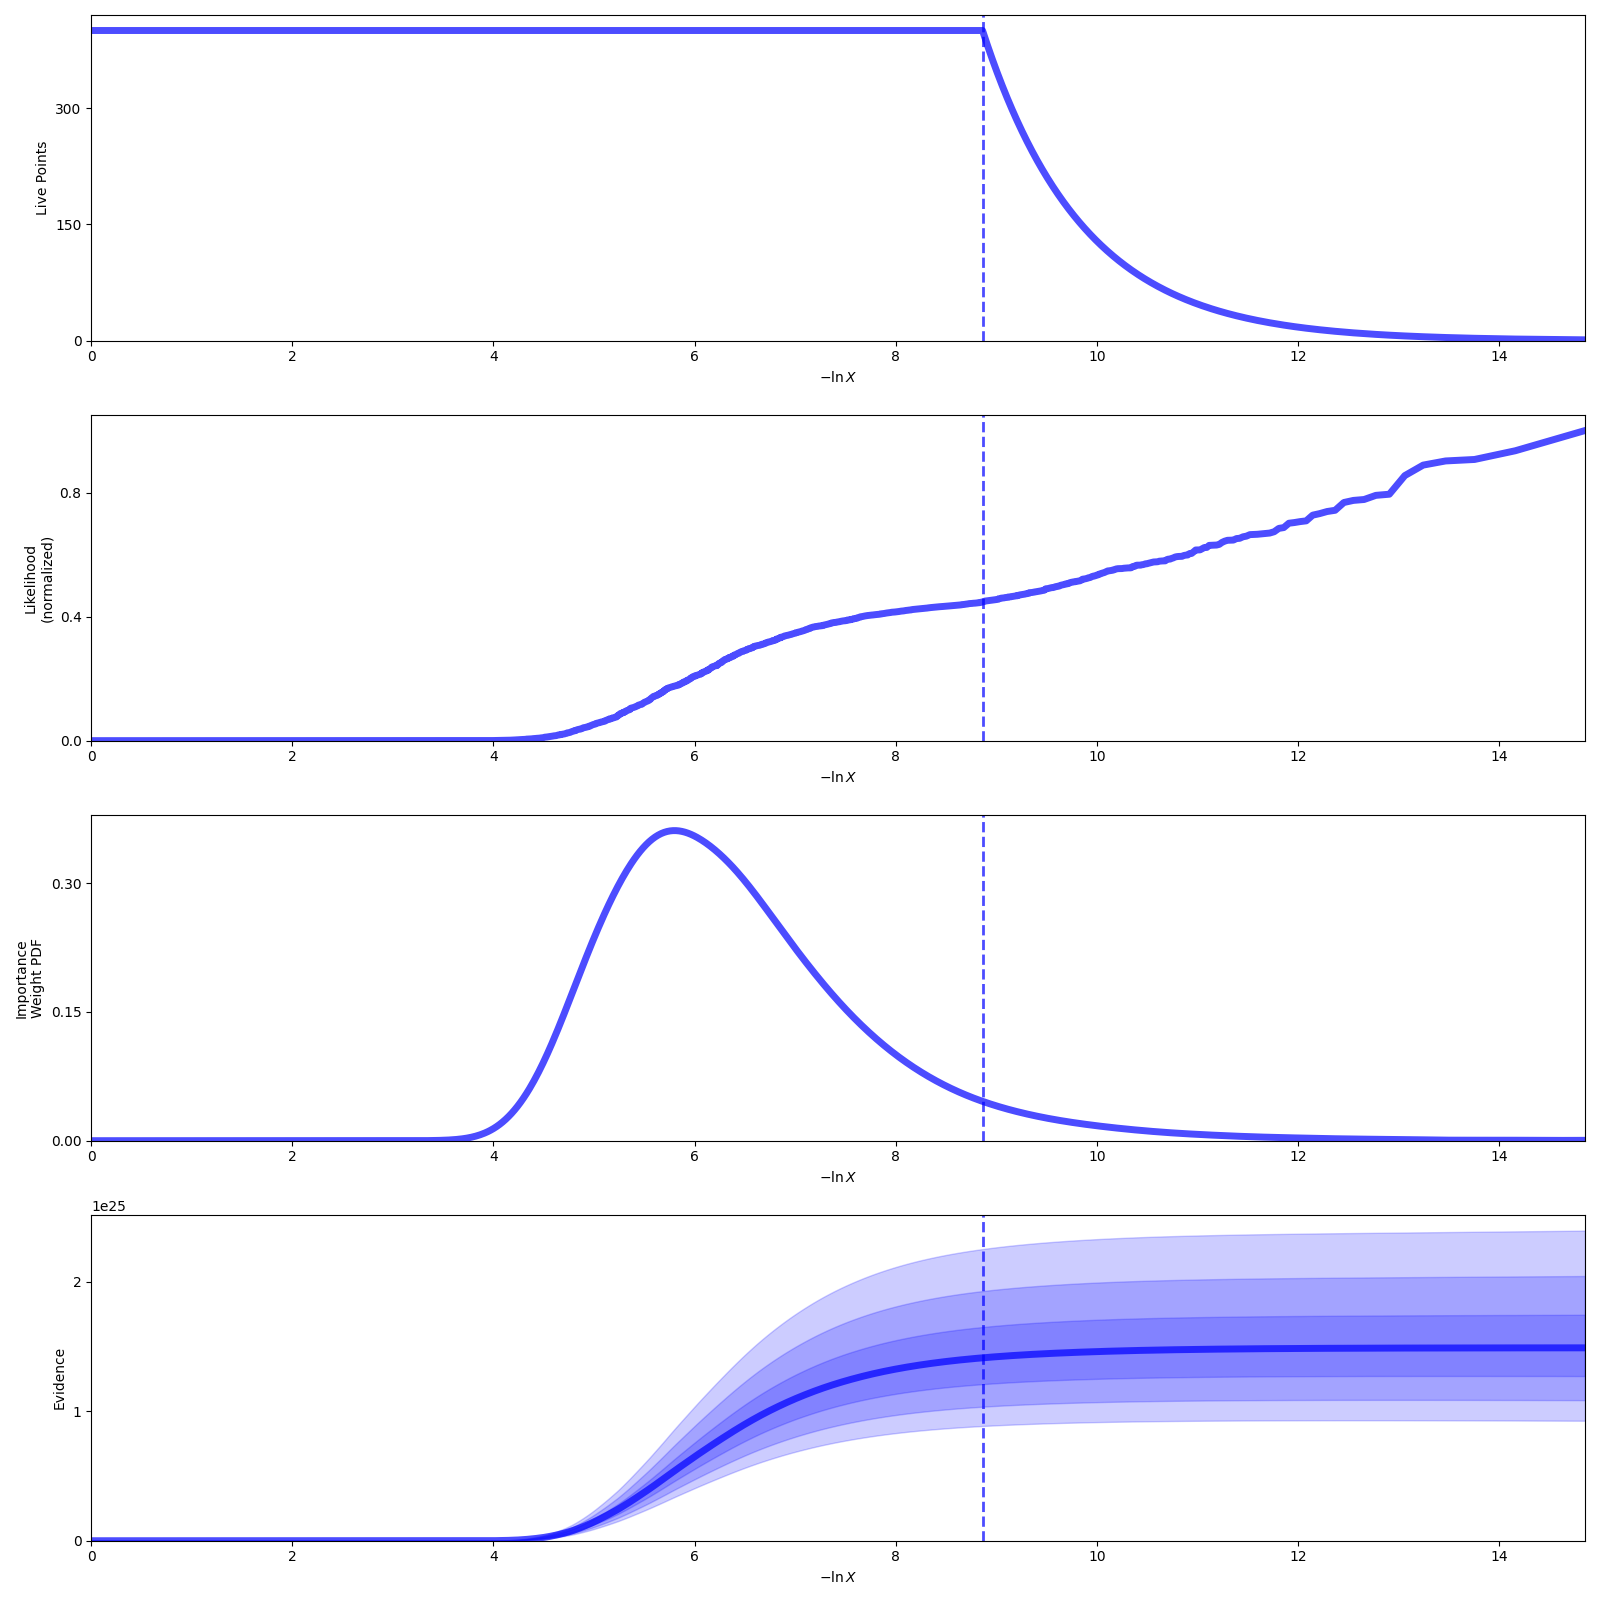 300
150
0
Live Points
0 2 4 6 8 10 12 14
−ln X
0.8
0.4
0.0
Likelihood
(normalized)
0 2 4 6 8 10 12 14
−ln X
0.30
0.15
0.00
Importance
Weight PDF
0 2 4 6 8 10 12 14
−ln X
1e25
2
1
0
Evidence
0 2 4 6 8 10 12 14
−ln X